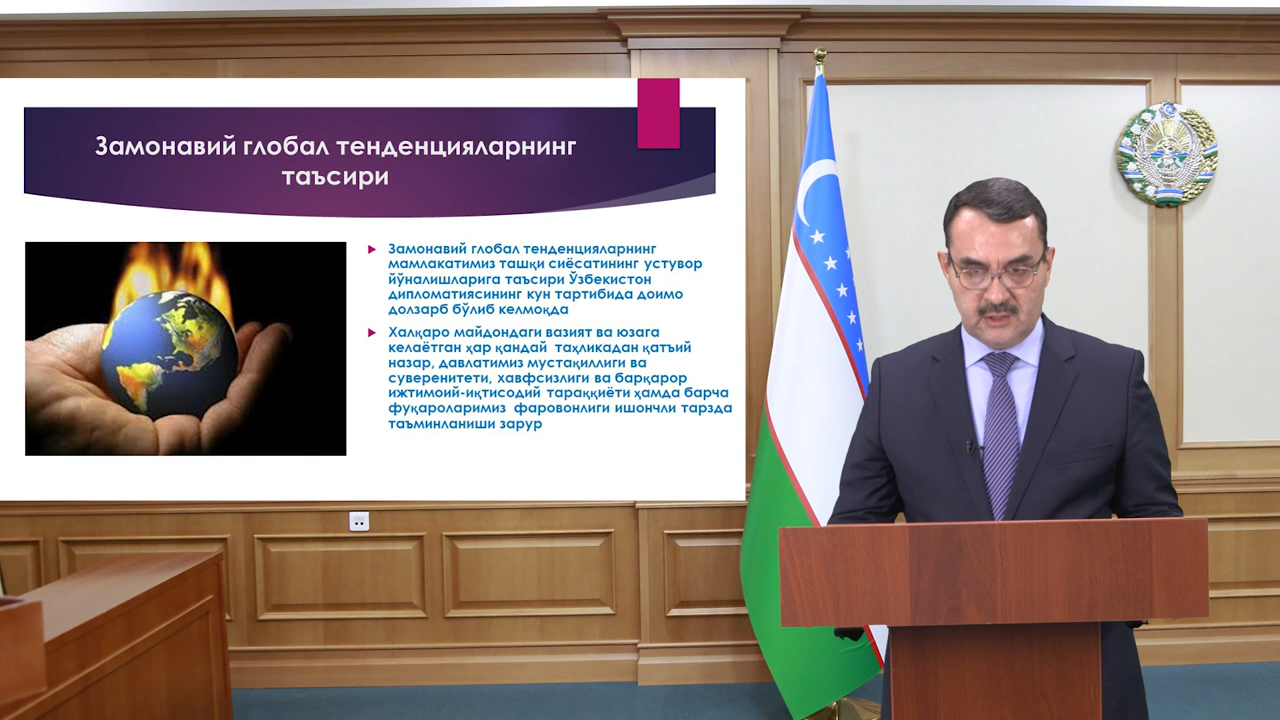 Замонавий глобал тенденцияларнинг
таъсири
Замонавий глобал тенденцияларнинг
мамлакатимиз ташқи сиёсатининг устувор
йўналишларига таъсири Ўзбекистон
дипломатиясининг кун тартибида доимо
долзарб бўлиб келмоқда
Халқаро майдондаги вазият ва юзага
келаётган ҳар қандай таҳликадан қатъий
назар, давлатимиз мустақиллиги ва
суверенитети, хавфсизлиги ва барқарор
ижтимоий-иқтисодий тараққиёти ҳамда барча
фуқароларимиз фаровонлиги ишончли тарзда
таъминланиши зарур